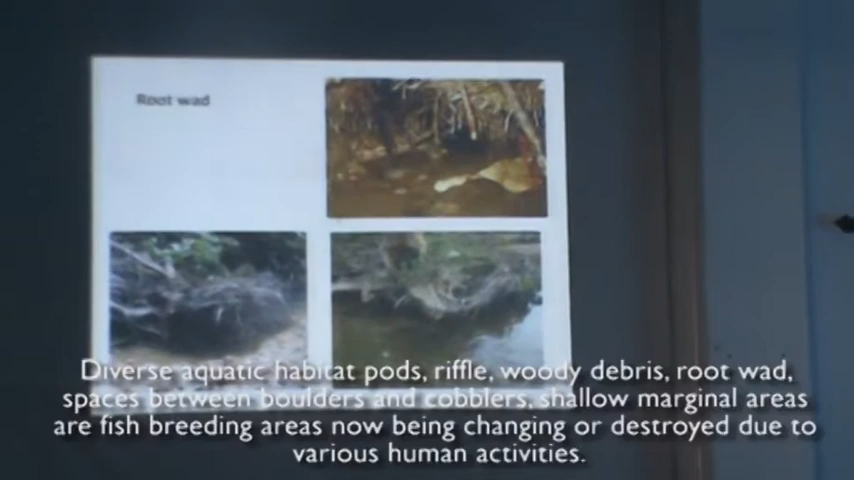 Root wad
Diverse aquatic habitat pods, riffle, woody debris, root wad,
spaces between boulders and cobblers, shallow marginal areas
are fish breeding areas now being changing or destroyed due to
various human activities.